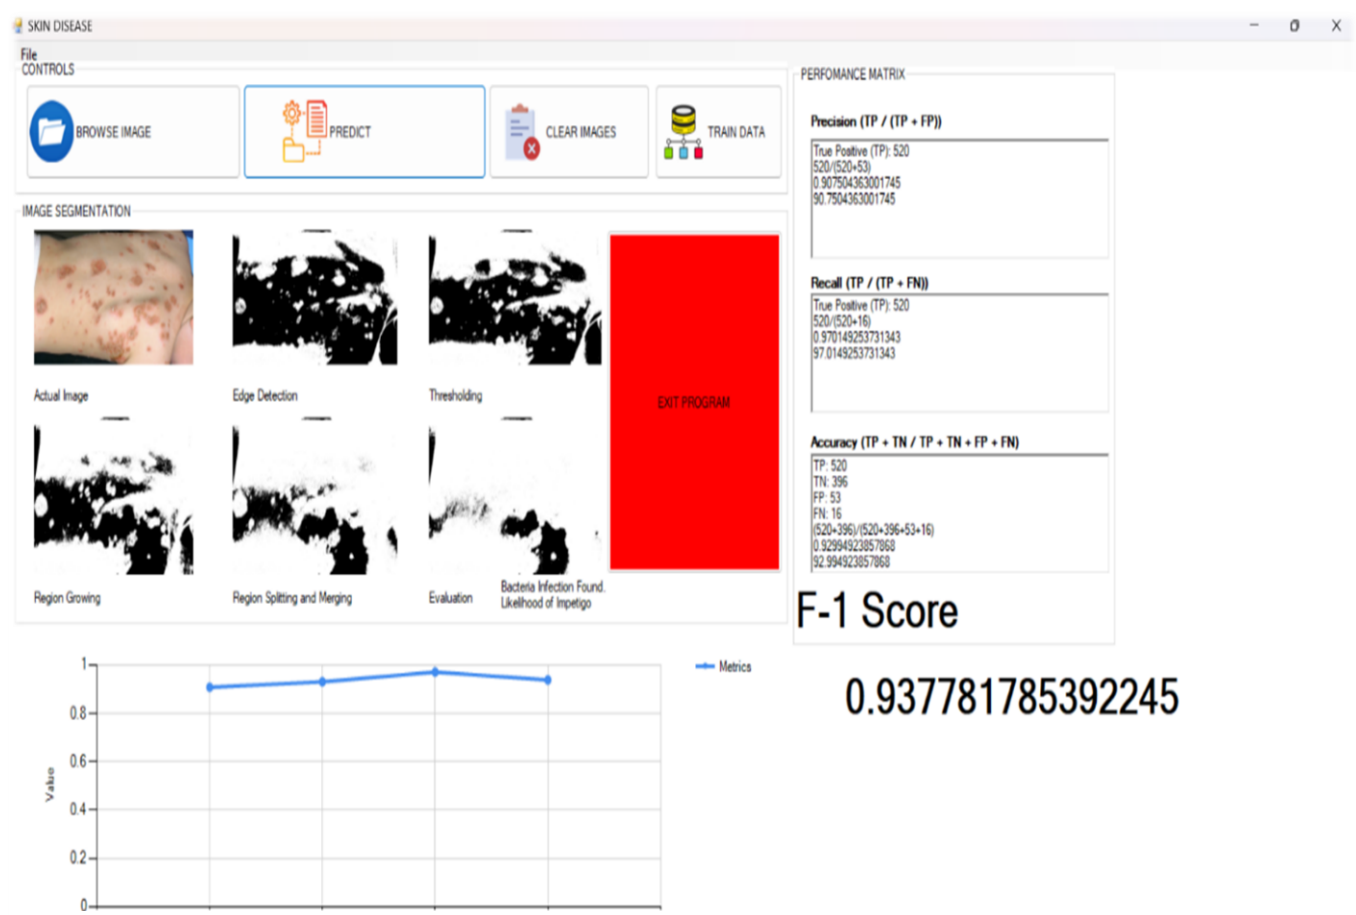 SKIN DISEASE
File
CONTROLS
BROWSE IMAGE
PREDICT
CLEAR IMAGES
TRAIN DATA
IMAGE SEGMENTATION
Actual Image
Edge Detection
Thresholding
EXIT PROGRAM
Region Growing
Region Splitting and Merging
Evaluation
Bacteria Infection Found.
Likelihood of Impetigo
PERFOMANCE MATRIX
Precision (TP / (TP + FP))
True Positive (TP): 520
520/(520+53)
0.907504363001745
90.7504363001745
Recall (TP / (TP + FN))
True Positive (TP): 520
520/(520+16)
0.970149253731343
97.0149253731343
Accuracy (TP + TN / TP + TN + FP + FN)
TP: 520
TN: 396
FP: 53
FN: 16
(520+396)/(520+396+53+16)
0.92994923857868
92.994923857868
F-1 Score
0.937781785392245
Metrics
Value
1
0.8
0.6
0.4
0.2
0